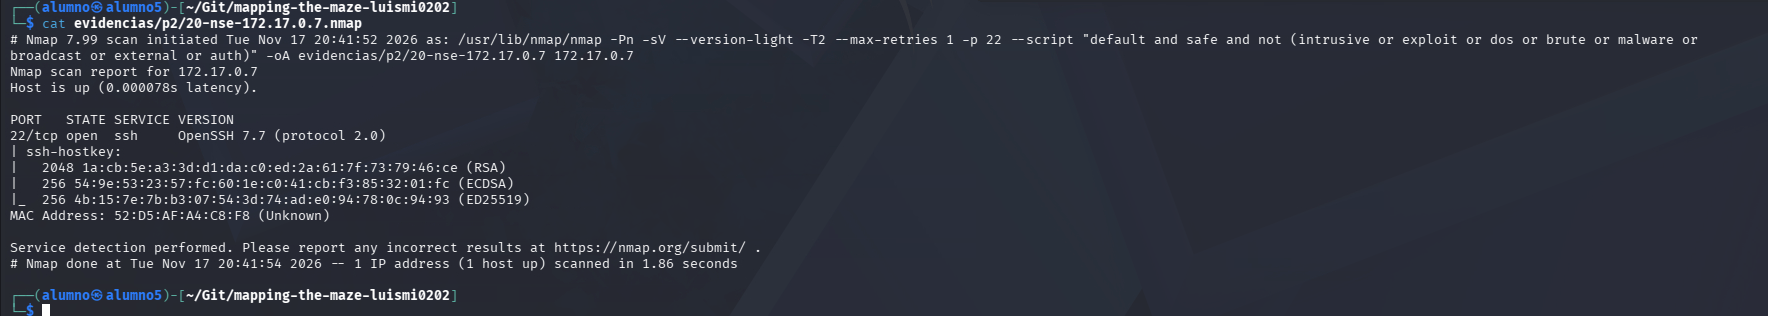 ┌──(alumno㉿alumno5)-[~/Git/mapping-the-maze-luismi0202]
└─$ cat evidencias/p2/20-nse-172.17.0.7.nmap
# Nmap 7.99 scan initiated Tue Nov 17 20:41:52 2026 as: /usr/lib/nmap/nmap -Pn -sV --version-light -T2 --max-retries 1 -p 22 --script "default and safe and not (intrusive or exploit or dos or brute or malware or
broadcast or external or auth)" -oA evidencias/p2/20-nse-172.17.0.7 172.17.0.7
Nmap scan report for 172.17.0.7
Host is up (0.000078s latency).

PORT   STATE SERVICE VERSION
22/tcp open  ssh     OpenSSH 7.7 (protocol 2.0)
| ssh-hostkey:
|   2048 1a:cb:5e:a3:3d:d1:da:c0:ed:2a:61:7f:73:79:46:ce (RSA)
|   256 54:9e:53:23:57:fc:60:1e:c0:41:cb:f3:85:32:01:fc (ECDSA)
|_  256 4b:15:7e:7b:b3:07:54:3d:74:ad:e0:94:78:0c:94:93 (ED25519)
MAC Address: 52:D5:AF:A4:C8:F8 (Unknown)

Service detection performed. Please report any incorrect results at https://nmap.org/submit/ .
# Nmap done at Tue Nov 17 20:41:54 2026 -- 1 IP address (1 host up) scanned in 1.86 seconds

┌──(alumno㉿alumno5)-[~/Git/mapping-the-maze-luismi0202]
└─$